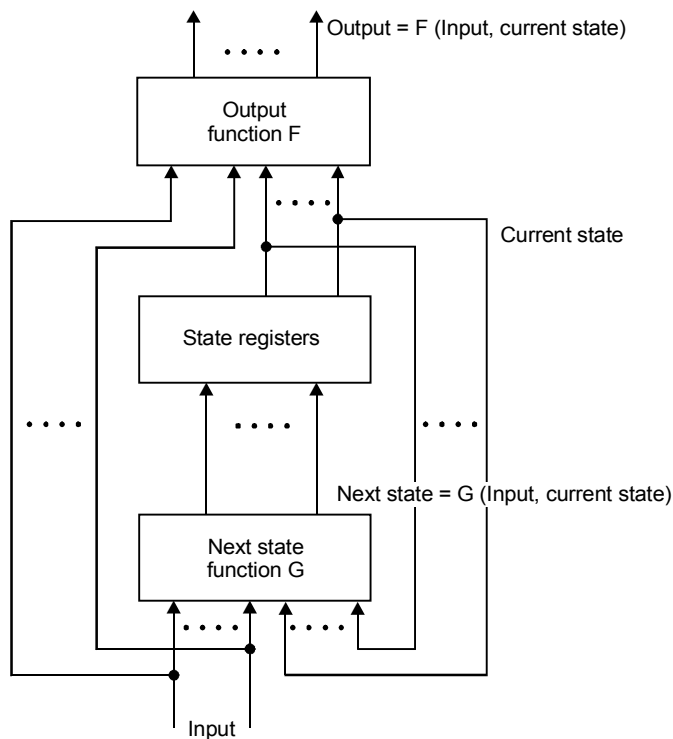 Output = F (Input, current state)
Output
function F
Current state
State registers
Next state = G (Input, current state)
Next state
function G
Input